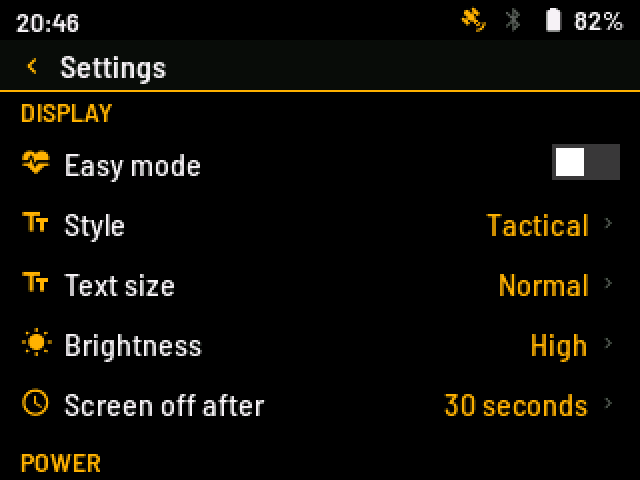 20:46 82%
Settings
DISPLAY
Easy mode
Style Tactical
Text size Normal
Brightness High
Screen off after 30 seconds
POWER